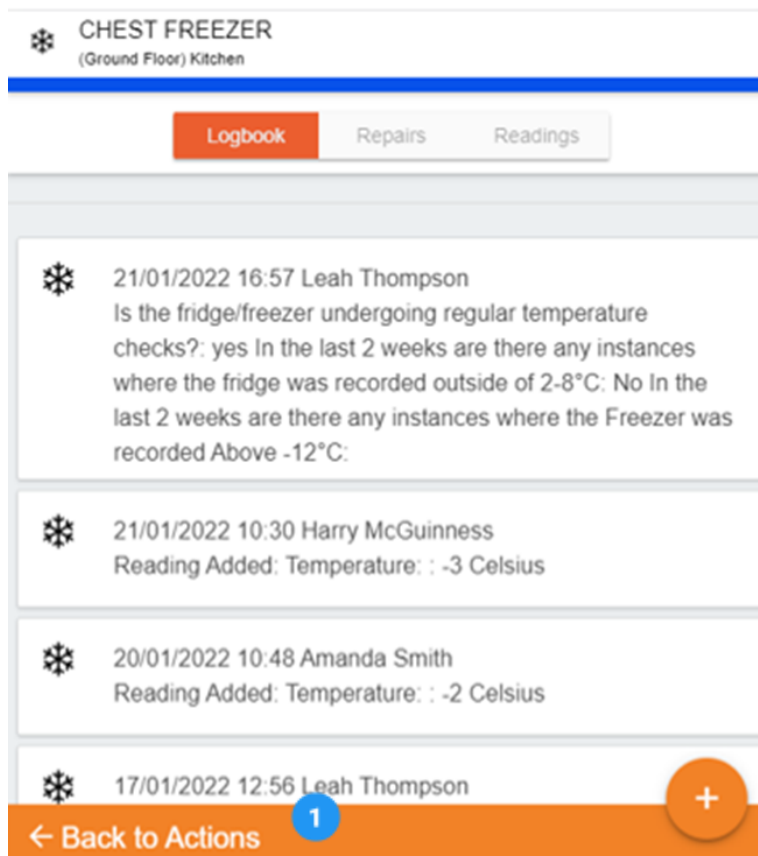 CHEST FREEZER
(Ground Floor) Kitchen
Logbook Repairs Readings
21/01/2022 16:57 Leah Thompson
Is the fridge/freezer undergoing regular temperature
checks?: yes In the last 2 weeks are there any instances
where the fridge was recorded outside of 2-8°C: No In the
last 2 weeks are there any instances where the Freezer was
recorded Above -12°C:
21/01/2022 10:30 Harry McGuinness
Reading Added: Temperature: : -3 Celsius
20/01/2022 10:48 Amanda Smith
Reading Added: Temperature: : -2 Celsius
17/01/2022 12:56 Leah Thompson
+
1
← Back to Actions